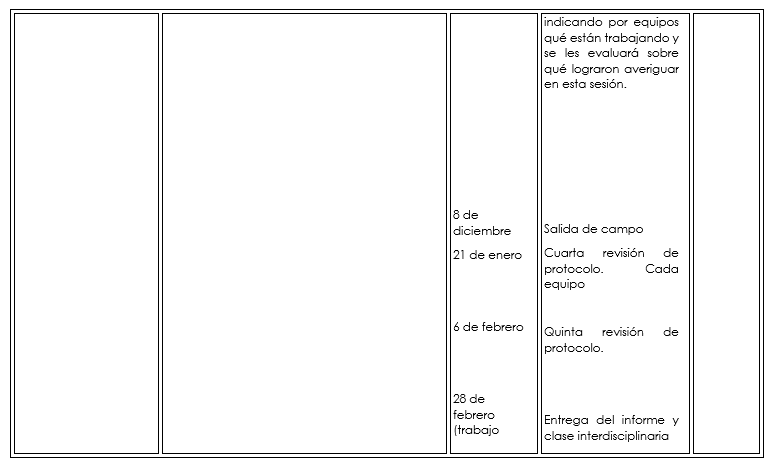 indicando por equipos
qué están trabajando y
se les evaluará sobre
qué lograron averiguar
en esta sesión.
8 de
diciembre
Salida de campo
21 de enero
Cuarta revisión de
protocolo. Cada
equipo
6 de febrero
Quinta revisión de
protocolo.
28 de
febrero
(trabajo
Entrega del informe y
clase interdisciplinaria